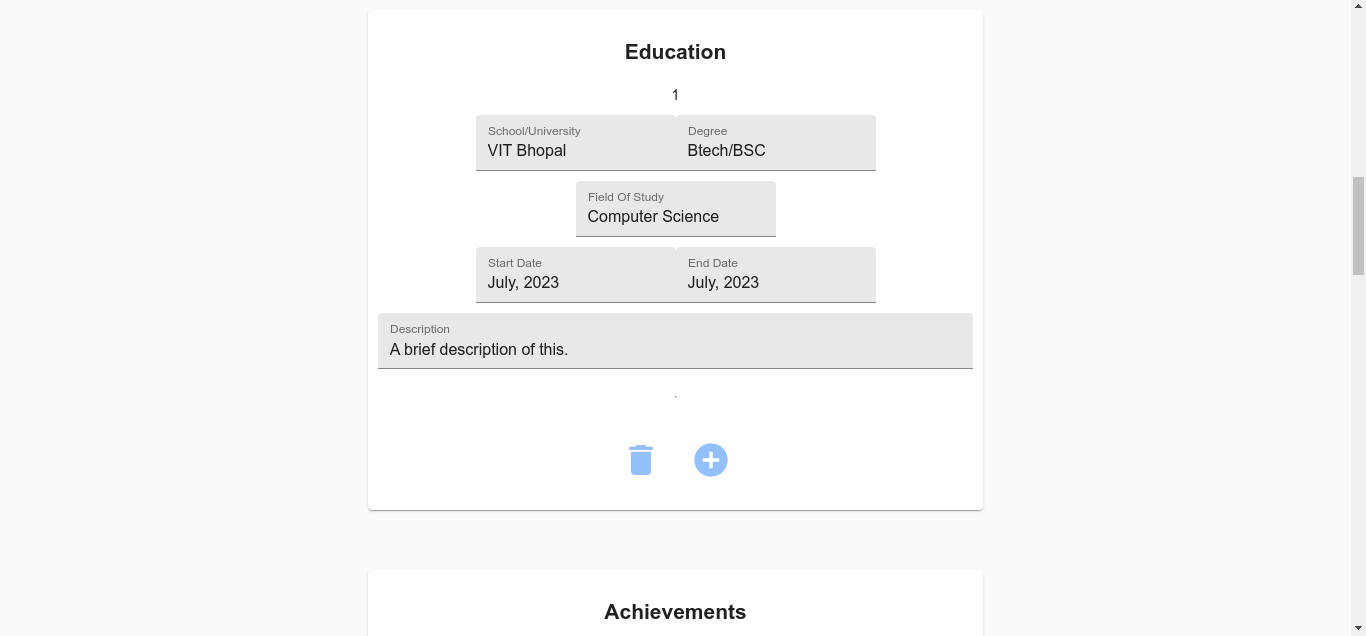 Education
1
School/University Degree
VIT Bhopal Btech/BSC
Field Of Study
Computer Science
Start Date End Date
July, 2023 July, 2023
Description
A brief description of this.
Achievements